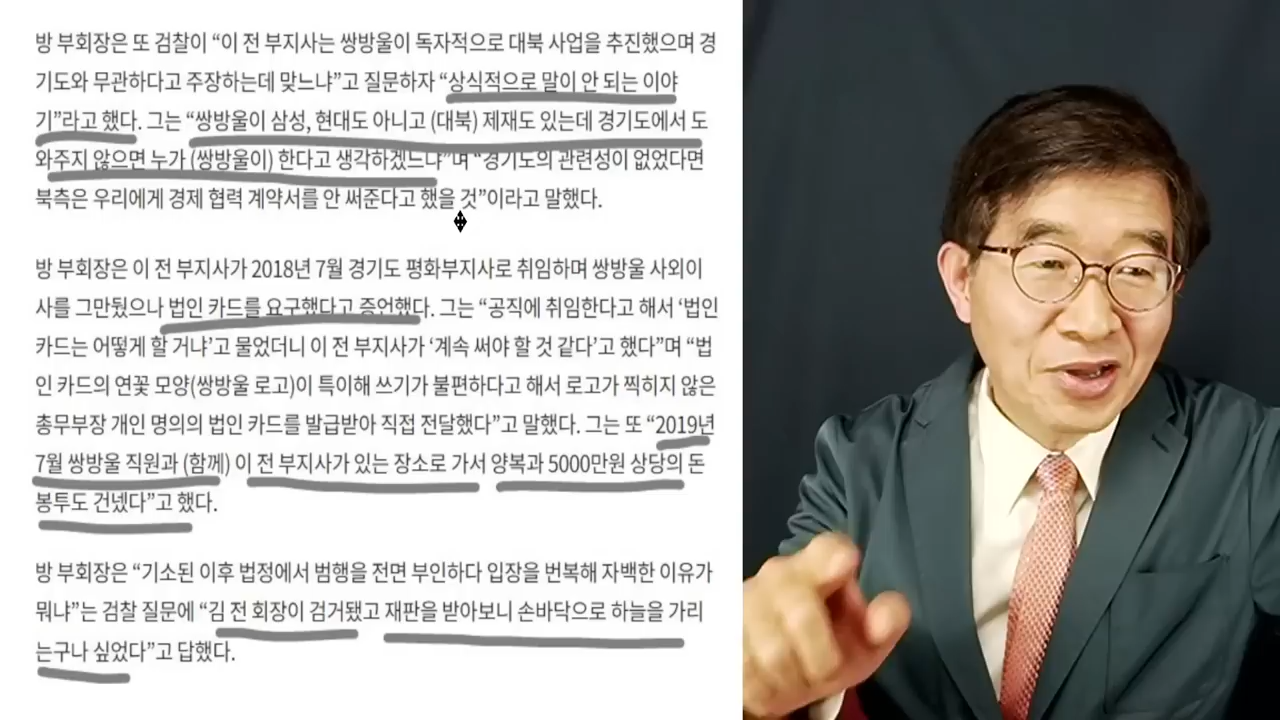 방 부회장은 또 검찰이 “이 전 부지사는 쌍방울이 독자적으로 대북 사업을 추진했으며 경
기도와 무관하다고 주장하는데 맞느냐”고 질문하자 “상식적으로 말이 안 되는 이야
기”라고 했다. 그는 “쌍방울이 삼성, 현대도 아니고 (대북) 제재도 있는데 경기도에서 도
와주지 않으면 누가 (쌍방울이) 한다고 생각하겠느냐”며 “경기도의 관련성이 없었다면
북측은 우리에게 경제 협력 계약서를 안 써준다고 했을 것”이라고 말했다.
방 부회장은 이 전 부지사가 2018년 7월 경기도 평화부지사로 취임하며 쌍방울 사외이
사를 그만뒀으나 법인 카드를 요구했다고 증언했다. 그는 “공직에 취임한다고 해서 ‘법인
카드는 어떻게 할 거냐’고 물었더니 이 전 부지사가 ‘계속 써야 할 것 같다’고 했다”며 “법
인 카드의 연꽃 모양(쌍방울 로고)이 특이해 쓰기가 불편하다고 해서 로고가 찍히지 않은
총무부장 개인 명의의 법인 카드를 발급받아 직접 전달했다”고 말했다. 그는 또 “2019년
7월 쌍방울 직원과 (함께) 이 전 부지사가 있는 장소로 가서 양복과 5000만원 상당의 돈
봉투도 건넸다”고 했다.
방 부회장은 “기소된 이후 법정에서 범행을 전면 부인하다 입장을 번복해 자백한 이유가
뭐냐”는 검찰 질문에 “김 전 회장이 검거됐고 재판을 받아보니 손바닥으로 하늘을 가리
는구나 싶었다”고 답했다.